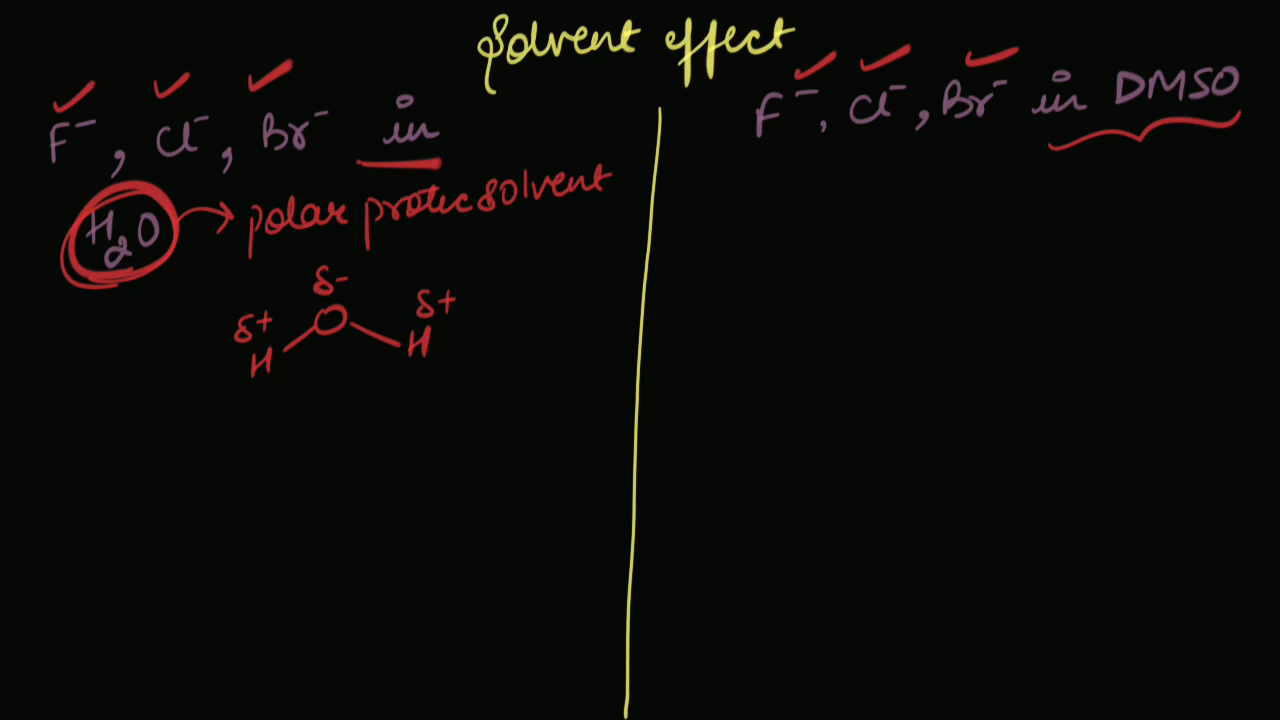 Solvent effect
F⁻, Cl⁻, Br⁻ in
H₂O → polar protic solvent
δ-
δ+ O δ+
H H
F⁻, Cl⁻, Br⁻ in DMSO